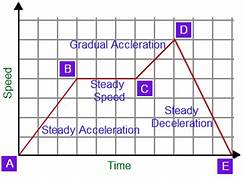 D
Gradual Accleration
B
Steady
Speed
C
Speed
Steady Acceleration
Steady
Deceleration
A
Time
E